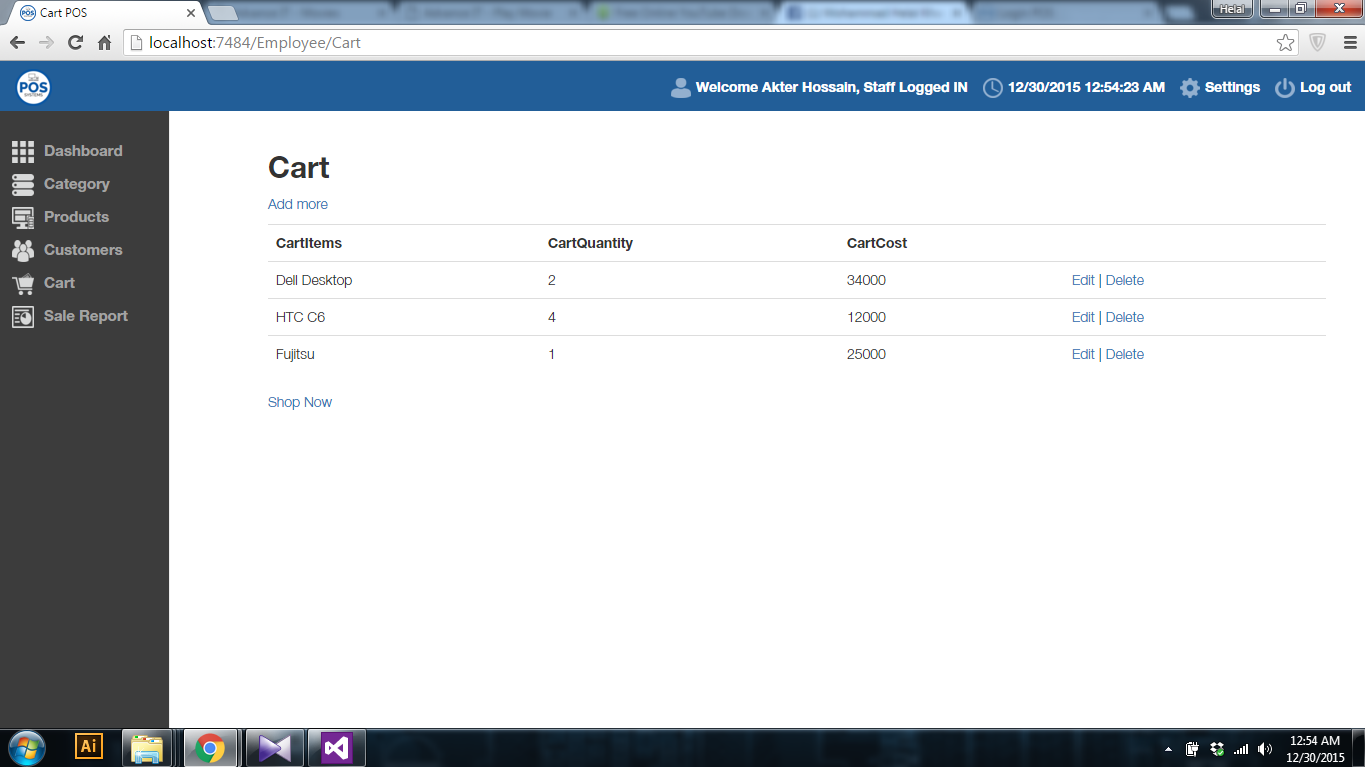 Cart POS
Helal
localhost:7484/Employee/Cart
POS
SYSTEMS
Welcome Akter Hossain, Staff Logged IN
12/30/2015 12:54:23 AM
Settings
Log out
Dashboard
Category
Products
Customers
Cart
Sale Report
Cart
Add more
CartItems CartQuantity CartCost
Dell Desktop 2 34000 Edit | Delete
HTC C6 4 12000 Edit | Delete
Fujitsu 1 25000 Edit | Delete
Shop Now
Ai
12:54 AM
12/30/2015